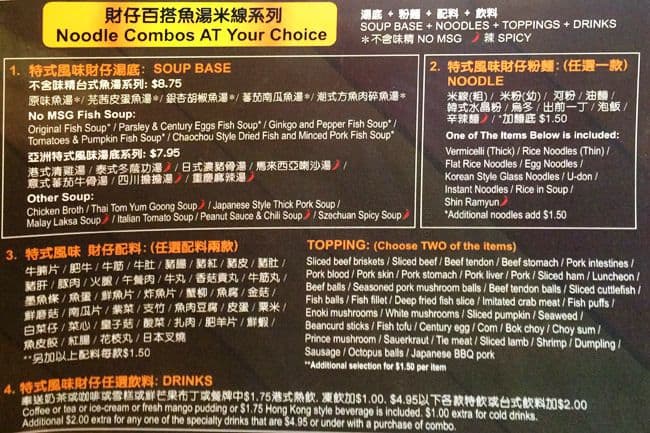 財仔百搭魚湯米線系列
Noodle Combos AT Your Choice
湯底 + 粉麵 + 配料 + 飲料
SOUP BASE + NOODLES + TOPPINGS + DRINKS
*不含味精 NO MSG 辣 SPICY
1. 特式風味財仔湯底: SOUP BASE
不含味精台式魚湯系列: $8.75
原味魚湯* / 芫茜皮蛋魚湯* / 銀杏胡椒魚湯* / 蕃茄南瓜魚湯* / 潮式方魚肉碎魚湯*
No MSG Fish Soup:
Original Fish Soup* / Parsley & Century Eggs Fish Soup* / Ginkgo and Pepper Fish Soup* /
Tomatoes & Pumpkin Fish Soup* / Chaochou Style Dried Fish and Minced Pork Fish Soup*
亞洲特式風味湯底系列: $7.95
港式清雞湯 / 泰式冬蔭功湯 / 日式濃豬骨湯 / 馬來西亞喇沙湯 /
意式蕃茄牛骨湯 / 四川擔擔湯 / 重慶麻辣湯
Other Soup:
Chicken Broth / Thai Tom Yum Goong Soup / Japanese Style Thick Pork Soup /
Malay Laksa Soup / Italian Tomato Soup / Peanut Sauce & Chili Soup / Szechuan Spicy Soup
2. 特式風味財仔粉麵: (任選一款)
NOODLE
米線(粗) / 米粉(幼) / 河粉 / 油麵 /
韓式水晶粉 / 烏冬 / 出前一丁 / 泡飯 /
辛辣麵 / *加麵底 $1.50
One of The Items Below is included:
Vermicelli (Thick) / Rice Noodles (Thin) /
Flat Rice Noodles / Egg Noodles /
Korean Style Glass Noodles / U-don /
Instant Noodles / Rice in Soup /
Shin Ramyun
*Additional noodles add $1.50
3. 特式風味 財仔配料: (任選配料兩款)
牛腩片 / 肥牛 / 牛筋 / 牛肚 / 豬腸 / 豬紅 / 豬皮 / 豬肚 /
豬肝 / 豚肉 / 火腿 / 午餐肉 / 牛丸 / 香菇貢丸 / 牛筋丸 /
墨魚條 / 魚蛋 / 鮮魚片 / 炸魚片 / 蟹柳 / 魚腐 / 金菇 /
鮮蘑菇 / 南瓜片 / 紫菜 / 支竹 / 魚肉豆腐 / 皮蛋 / 粟米 /
白菜仔 / 菜心 / 皇子菇 / 酸菜 / 扎肉 / 肥羊片 / 鮮蝦 /
魚皮餃 / 紅腸 / 花枝丸 / 日本叉燒
**另加以上配料每款$1.50
TOPPING: (Choose TWO of the items)
Sliced beef briskets / Sliced beef / Beef tendon / Beef stomach / Pork intestines /
Pork blood / Pork skin / Pork stomach / Pork liver / Pork / Sliced ham / Luncheon /
Beef balls / Seasoned pork mushroom balls / Beef tendon balls / Sliced cuttlefish /
Fish balls / Fish fillet / Deep fried fish slice / Imitated crab meat / Fish puffs /
Enoki mushrooms / White mushrooms / Sliced pumpkin / Seaweed /
Beancurd sticks / Fish tofu / Century egg / Corn / Bok choy / Choy sum /
Prince mushroom / Sauerkraut / Tie meat / Sliced lamb / Shrimp / Dumpling /
Sausage / Octopus balls / Japanese BBQ pork
**Additional selection for $1.50 per item
4. 特式風味財仔任選飲料: DRINKS
奉送奶茶或咖啡或雪糕或鮮芒果布丁或餐牌中$1.75港式熱飲. 凍飲加$1.00. $4.95以下各款特飲或台式飲料加$2.00
Coffee or tea or ice-cream or fresh mango pudding or $1.75 Hong Kong style beverage is included. $1.00 extra for cold drinks.
Additional $2.00 extra for any one of the specialty drinks that are $4.95 or under with a purchase of combo.